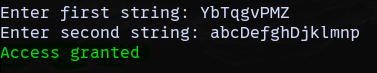 Enter first string: YbTqgvPMZ
Enter second string: abcDefghDjklmnp
Access granted